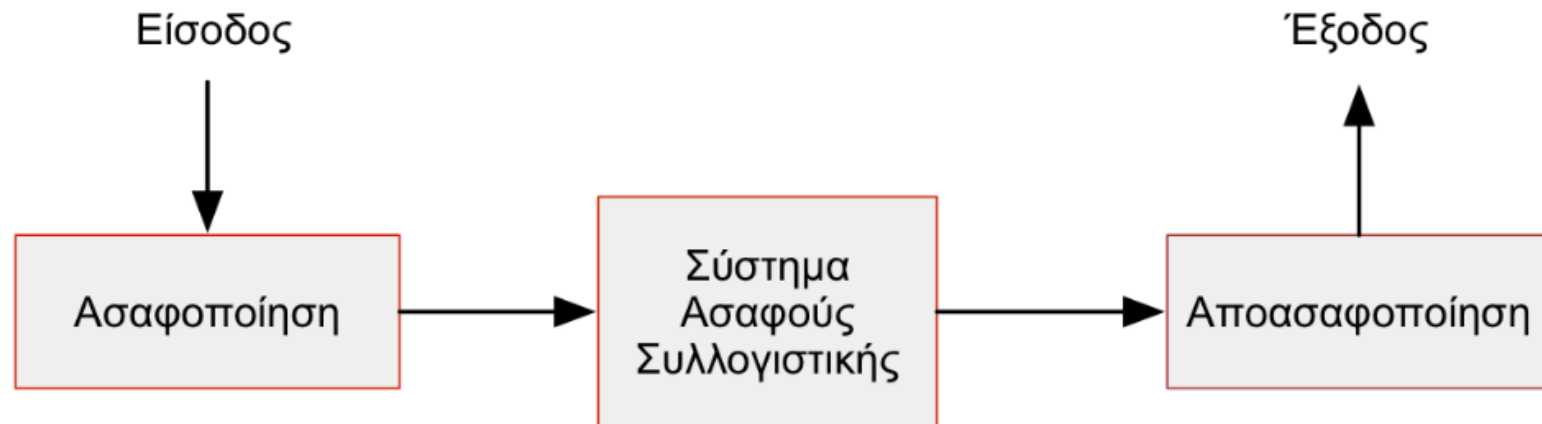 Είσοδος
Έξοδος
Ασαφοποίηση
Σύστημα
Ασαφούς
Συλλογιστικής
Αποασαφοποίηση